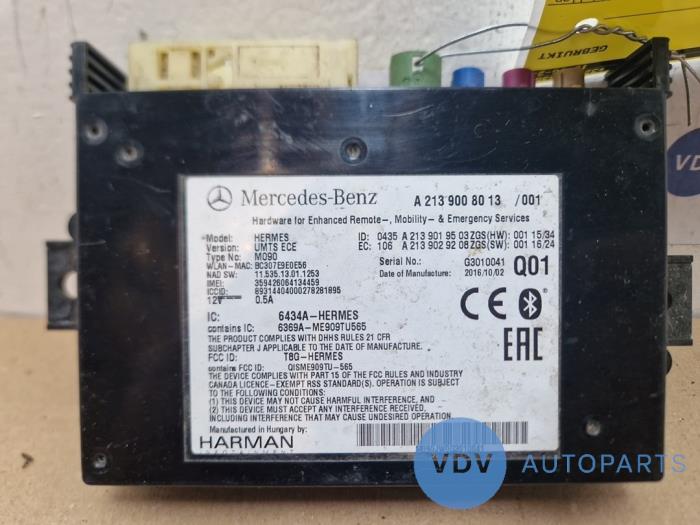 GEBRUIKT
Mercedes-Benz A 213 900 80 13 /001
Hardware for Enhanced Remote-, Mobility- & Emergency Services
Model: HERMES ID: 0435 A 213 901 95 03 ZGS(HW): 001 15/34
Version: UMTS ECE EC: 106 A 213 902 92 08 ZGS(SW): 001 16/24
Type No: M090 Serial No.: G3010041 Q01
WLAN-MAC: BC307E9E0E56 Date of Manufacture: 2016/10/02
NAD SW: 11.535.13.01.1253
IMEI: 359426064134459
ICCID: 89314404000278281895
12V 0.5A
IC: 6434A-HERMES
contains IC: 6369A-ME909TU565
THE PRODUCT COMPLIES WITH DHHS RULES 21 CFR
SUBCHAPTER J APPLICABLE TO THE DATE OF MANUFACTURE.
FCC ID: T8G-HERMES
contains FCC ID: QISME909TU-565
THE DEVICE COMPLIES WITH PART 15 OF THE FCC RULES AND INDUSTRY
CANADA LICENCE-EXEMPT RSS STANDARD(S). OPERATION IS SUBJECT
TO THE FOLLOWING CONDITIONS:
(1) THIS DEVICE MAY NOT CAUSE HARMFUL INTERFERENCE, AND
(2) THIS DEVICE MUST ACCEPT ANY INTERFERENCE RECEIVED,
INCLUDING INTERFERENCE THAT MAY CAUSE UNDESIRED OPERATION.
Manufactured in Hungary by:
HARMAN
CE
EAC
VDV AUTOPARTS
VDV